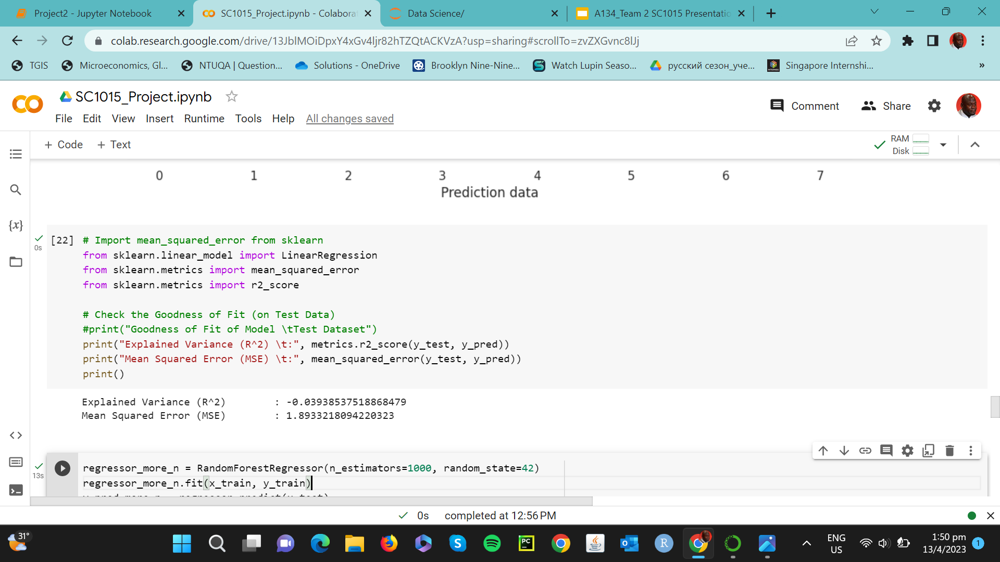 Project2 - Jupyter Notebook
SC1015_Project.ipynb - Colaborat
Data Science/
A134_Team 2 SC1015 Presentatio
colab.research.google.com/drive/13JblMOiDpxY4xGv4ljr82hTZQtACKVzA?usp=sharing#scrollTo=zvZXGvnc8lJj
TGIS
Microeconomics, Gl...
NTUQA | Question...
Solutions - OneDrive
Brooklyn Nine-Nine...
Watch Lupin Seaso...
русский сезон_уче...
Singapore Internshi...
»
CO
SC1015_Project.ipynb
Comment
Share
File Edit View Insert Runtime Tools Help All changes saved
+ Code + Text
RAM
Disk
0 1 2 3 4 5 6 7
Prediction data
{x}
0s
[22]
# Import mean_squared_error from sklearn
from sklearn.linear_model import LinearRegression
from sklearn.metrics import mean_squared_error
from sklearn.metrics import r2_score
# Check the Goodness of Fit (on Test Data)
#print("Goodness of Fit of Model \tTest Dataset")
print("Explained Variance (R^2) \t:", metrics.r2_score(y_test, y_pred))
print("Mean Squared Error (MSE) \t:", mean_squared_error(y_test, y_pred))
print()
Explained Variance (R^2) : -0.03938537518868479
Mean Squared Error (MSE) : 1.8933218094220323
13s
regressor_more_n = RandomForestRegressor(n_estimators=1000, random_state=42)
regressor_more_n.fit(x_train, y_train)
0s completed at 12:56 PM
31°
PC
R
ENG
US
1:50 pm
13/4/2023
1